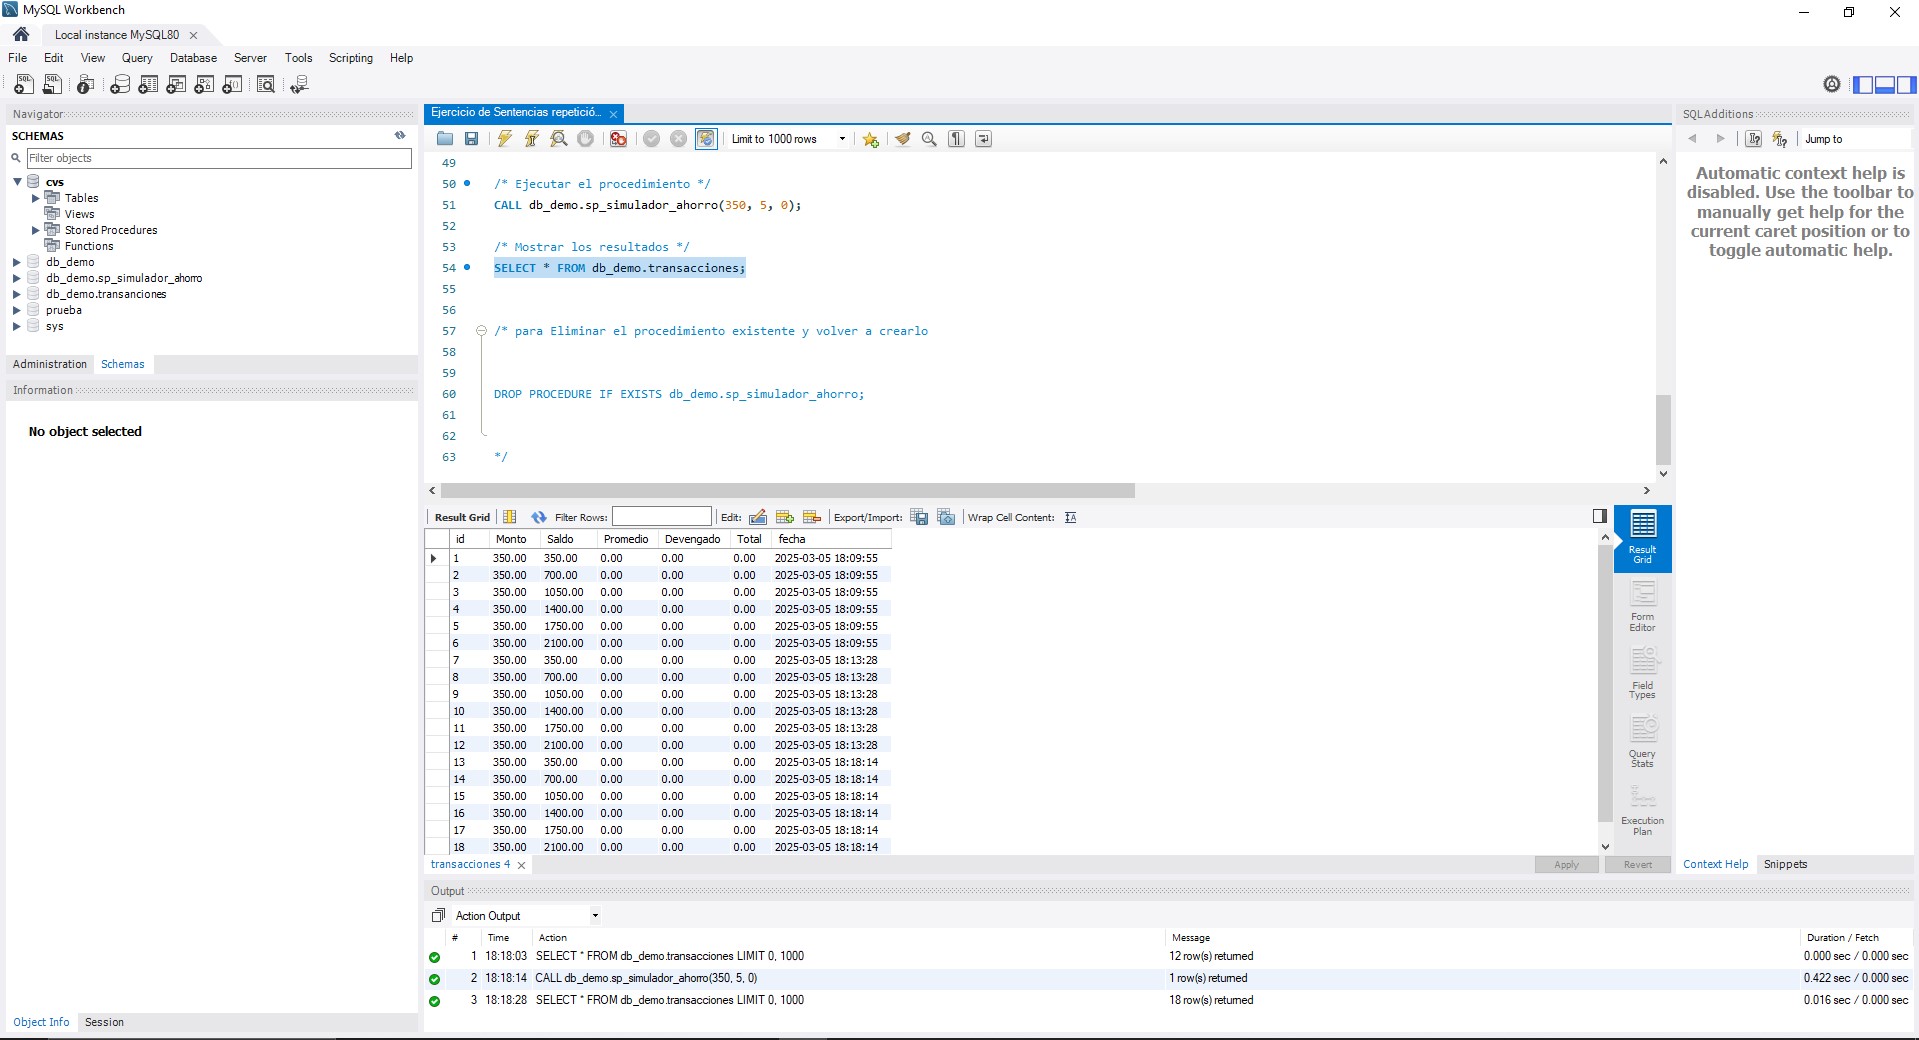 MySQL Workbench
Local instance MySQL80
File Edit View Query Database Server Tools Scripting Help
Navigator
SCHEMAS
Filter objects
cvs
Tables
Views
Stored Procedures
Functions
db_demo
db_demo.sp_simulador_ahorro
db_demo.transanciones
prueba
sys
Administration Schemas
Information
No object selected
Object Info Session
Ejercicio de Sentencias repetició...
Limit to 1000 rows
49
50 /* Ejecutar el procedimiento */
51 CALL db_demo.sp_simulador_ahorro(350, 5, 0);
52
53 /* Mostrar los resultados */
54 SELECT * FROM db_demo.transacciones;
55
56
57 /* para Eliminar el procedimiento existente y volver a crearlo
58
59
60 DROP PROCEDURE IF EXISTS db_demo.sp_simulador_ahorro;
61
62
63 */
Result Grid Filter Rows: Edit: Export/Import: Wrap Cell Content:
id Monto Saldo Promedio Devengado Total fecha
1 350.00 350.00 0.00 0.00 0.00 2025-03-05 18:09:55
2 350.00 700.00 0.00 0.00 0.00 2025-03-05 18:09:55
3 350.00 1050.00 0.00 0.00 0.00 2025-03-05 18:09:55
4 350.00 1400.00 0.00 0.00 0.00 2025-03-05 18:09:55
5 350.00 1750.00 0.00 0.00 0.00 2025-03-05 18:09:55
6 350.00 2100.00 0.00 0.00 0.00 2025-03-05 18:09:55
7 350.00 350.00 0.00 0.00 0.00 2025-03-05 18:13:28
8 350.00 700.00 0.00 0.00 0.00 2025-03-05 18:13:28
9 350.00 1050.00 0.00 0.00 0.00 2025-03-05 18:13:28
10 350.00 1400.00 0.00 0.00 0.00 2025-03-05 18:13:28
11 350.00 1750.00 0.00 0.00 0.00 2025-03-05 18:13:28
12 350.00 2100.00 0.00 0.00 0.00 2025-03-05 18:13:28
13 350.00 350.00 0.00 0.00 0.00 2025-03-05 18:18:14
14 350.00 700.00 0.00 0.00 0.00 2025-03-05 18:18:14
15 350.00 1050.00 0.00 0.00 0.00 2025-03-05 18:18:14
16 350.00 1400.00 0.00 0.00 0.00 2025-03-05 18:18:14
17 350.00 1750.00 0.00 0.00 0.00 2025-03-05 18:18:14
18 350.00 2100.00 0.00 0.00 0.00 2025-03-05 18:18:14
Result
Grid
Form
Editor
Field
Types
Query
Stats
Execution
Plan
transacciones 4 Apply Revert
Output
Action Output
# Time Action Message Duration / Fetch
1 18:18:03 SELECT * FROM db_demo.transacciones LIMIT 0, 1000 12 row(s) returned 0.000 sec / 0.000 sec
2 18:18:14 CALL db_demo.sp_simulador_ahorro(350, 5, 0) 1 row(s) returned 0.422 sec / 0.000 sec
3 18:18:28 SELECT * FROM db_demo.transacciones LIMIT 0, 1000 18 row(s) returned 0.016 sec / 0.000 sec
SQLAdditions
Jump to
Automatic context help is
disabled. Use the toolbar to
manually get help for the
current caret position or to
toggle automatic help.
Context Help Snippets